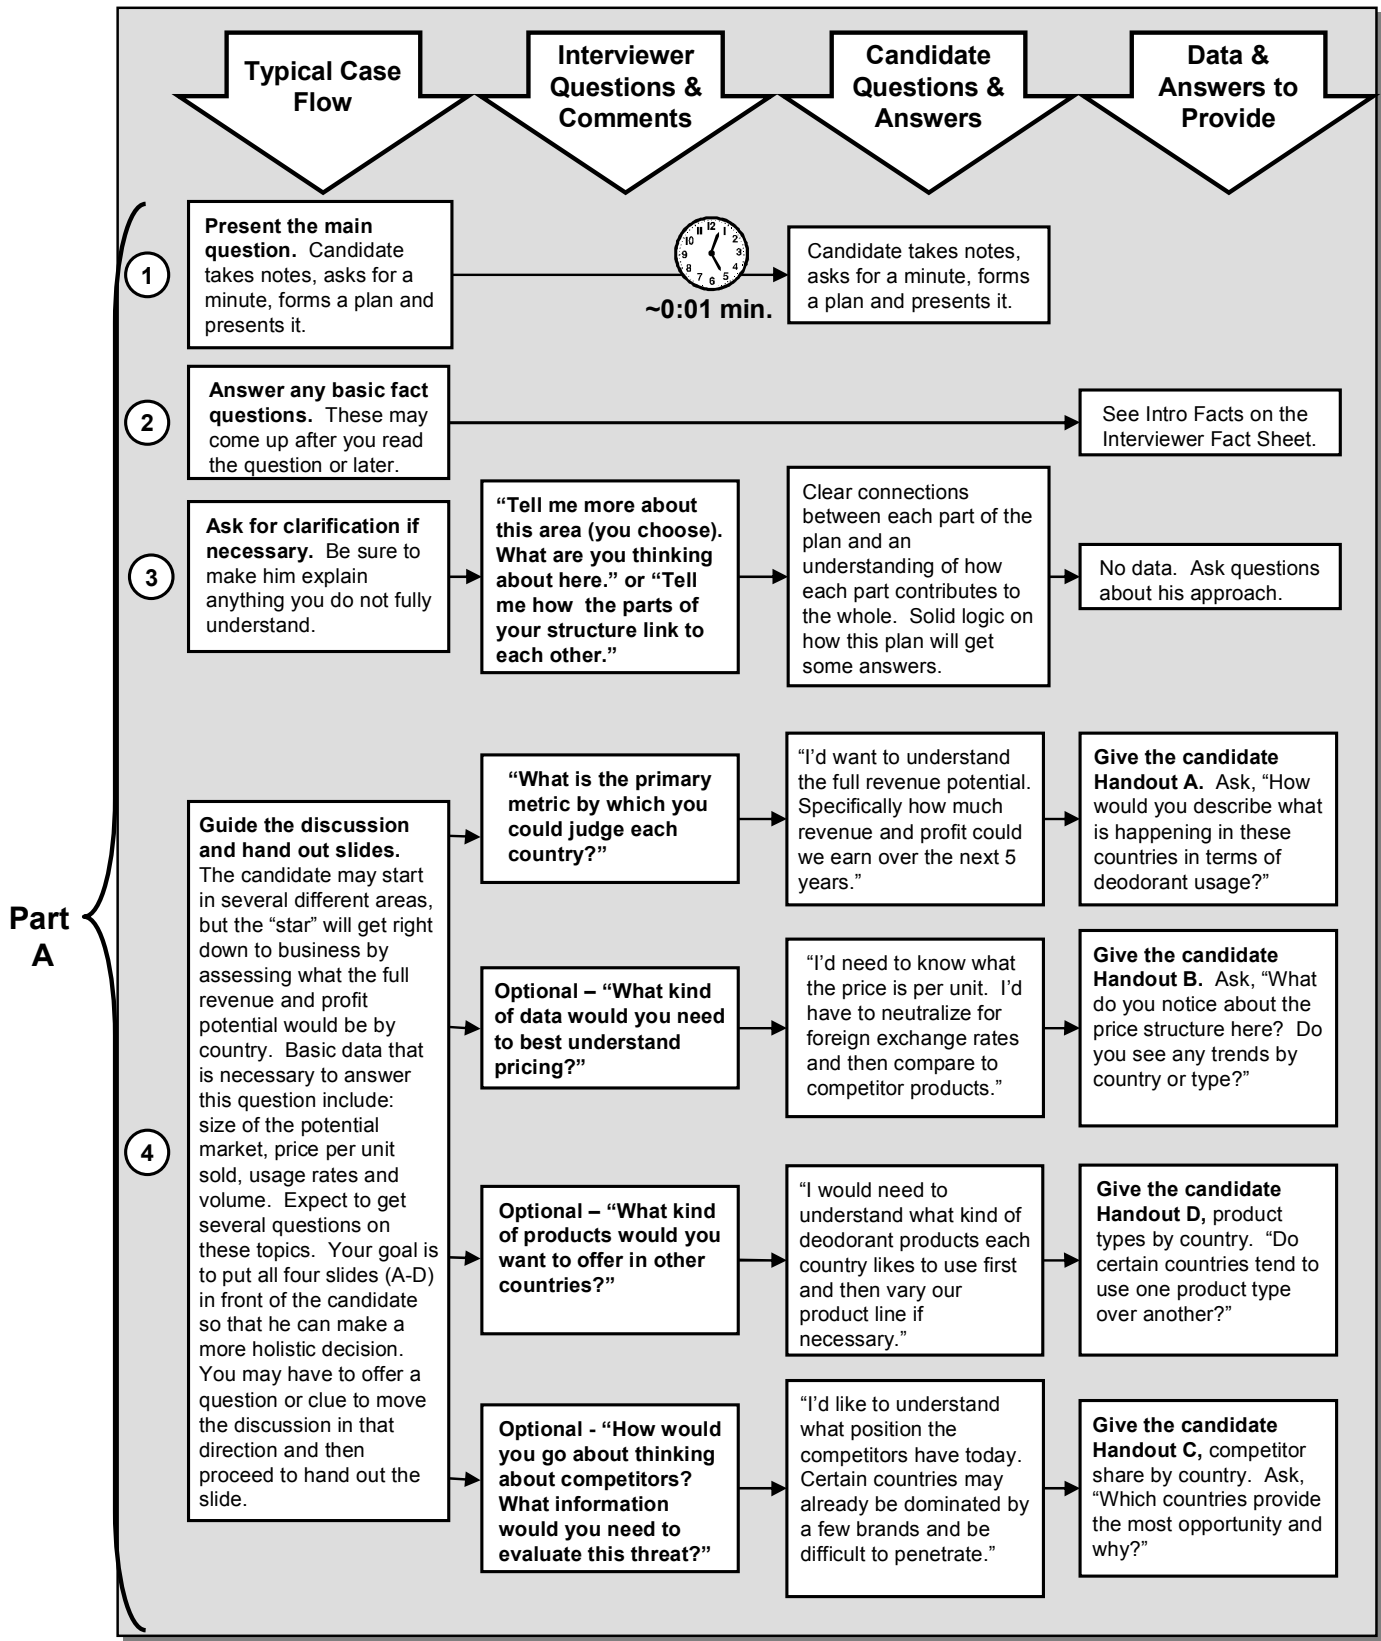 Typical Case
Flow
Interviewer
Questions &
Comments
Candidate
Questions &
Answers
Data &
Answers to
Provide
Part
A
1
Present the main
question.  Candidate
takes notes, asks for a
minute, forms a plan and
presents it.
12
1
2
3
4
5
6
7
8
9
10
11
~0:01 min.
Candidate takes notes,
asks for a minute, forms
a plan and presents it.
2
Answer any basic fact
questions.  These may
come up after you read
the question or later.
See Intro Facts on the
Interviewer Fact Sheet.
3
Ask for clarification if
necessary.  Be sure to
make him explain
anything you do not fully
understand.
“Tell me more about
this area (you choose).
What are you thinking
about here.” or “Tell
me how  the parts of
your structure link to
each other.”
Clear connections
between each part of the
plan and an
understanding of how
each part contributes to
the whole.  Solid logic on
how this plan will get
some answers.
No data.  Ask questions
about his approach.
4
Guide the discussion
and hand out slides.
The candidate may start
in several different areas,
but the “star” will get right
down to business by
assessing what the full
revenue and profit
potential would be by
country.  Basic data that
is necessary to answer
this question include:
size of the potential
market, price per unit
sold, usage rates and
volume.  Expect to get
several questions on
these topics.  Your goal is
to put all four slides (A-D)
in front of the candidate
so that he can make a
more holistic decision.
You may have to offer a
question or clue to move
the discussion in that
direction and then
proceed to hand out the
slide.
“What is the primary
metric by which you
could judge each
country?”
“I’d want to understand
the full revenue potential.
Specifically how much
revenue and profit could
we earn over the next 5
years.”
Give the candidate
Handout A.  Ask, “How
would you describe what
is happening in these
countries in terms of
deodorant usage?”
Optional – “What kind
of data would you need
to best understand
pricing?”
“I’d need to know what
the price is per unit.  I’d
have to neutralize for
foreign exchange rates
and then compare to
competitor products.”
Give the candidate
Handout B.  Ask, “What
do you notice about the
price structure here?  Do
you see any trends by
country or type?”
Optional – “What kind
of products would you
want to offer in other
countries?”
“I would need to
understand what kind of
deodorant products each
country likes to use first
and then vary our
product line if
necessary.”
Give the candidate
Handout D, product
types by country.  “Do
certain countries tend to
use one product type
over another?”
Optional - “How would
you go about thinking
about competitors?
What information
would you need to
evaluate this threat?”
“I’d like to understand
what position the
competitors have today.
Certain countries may
already be dominated by
a few brands and be
difficult to penetrate.”
Give the candidate
Handout C, competitor
share by country.  Ask,
“Which countries provide
the most opportunity and
why?”